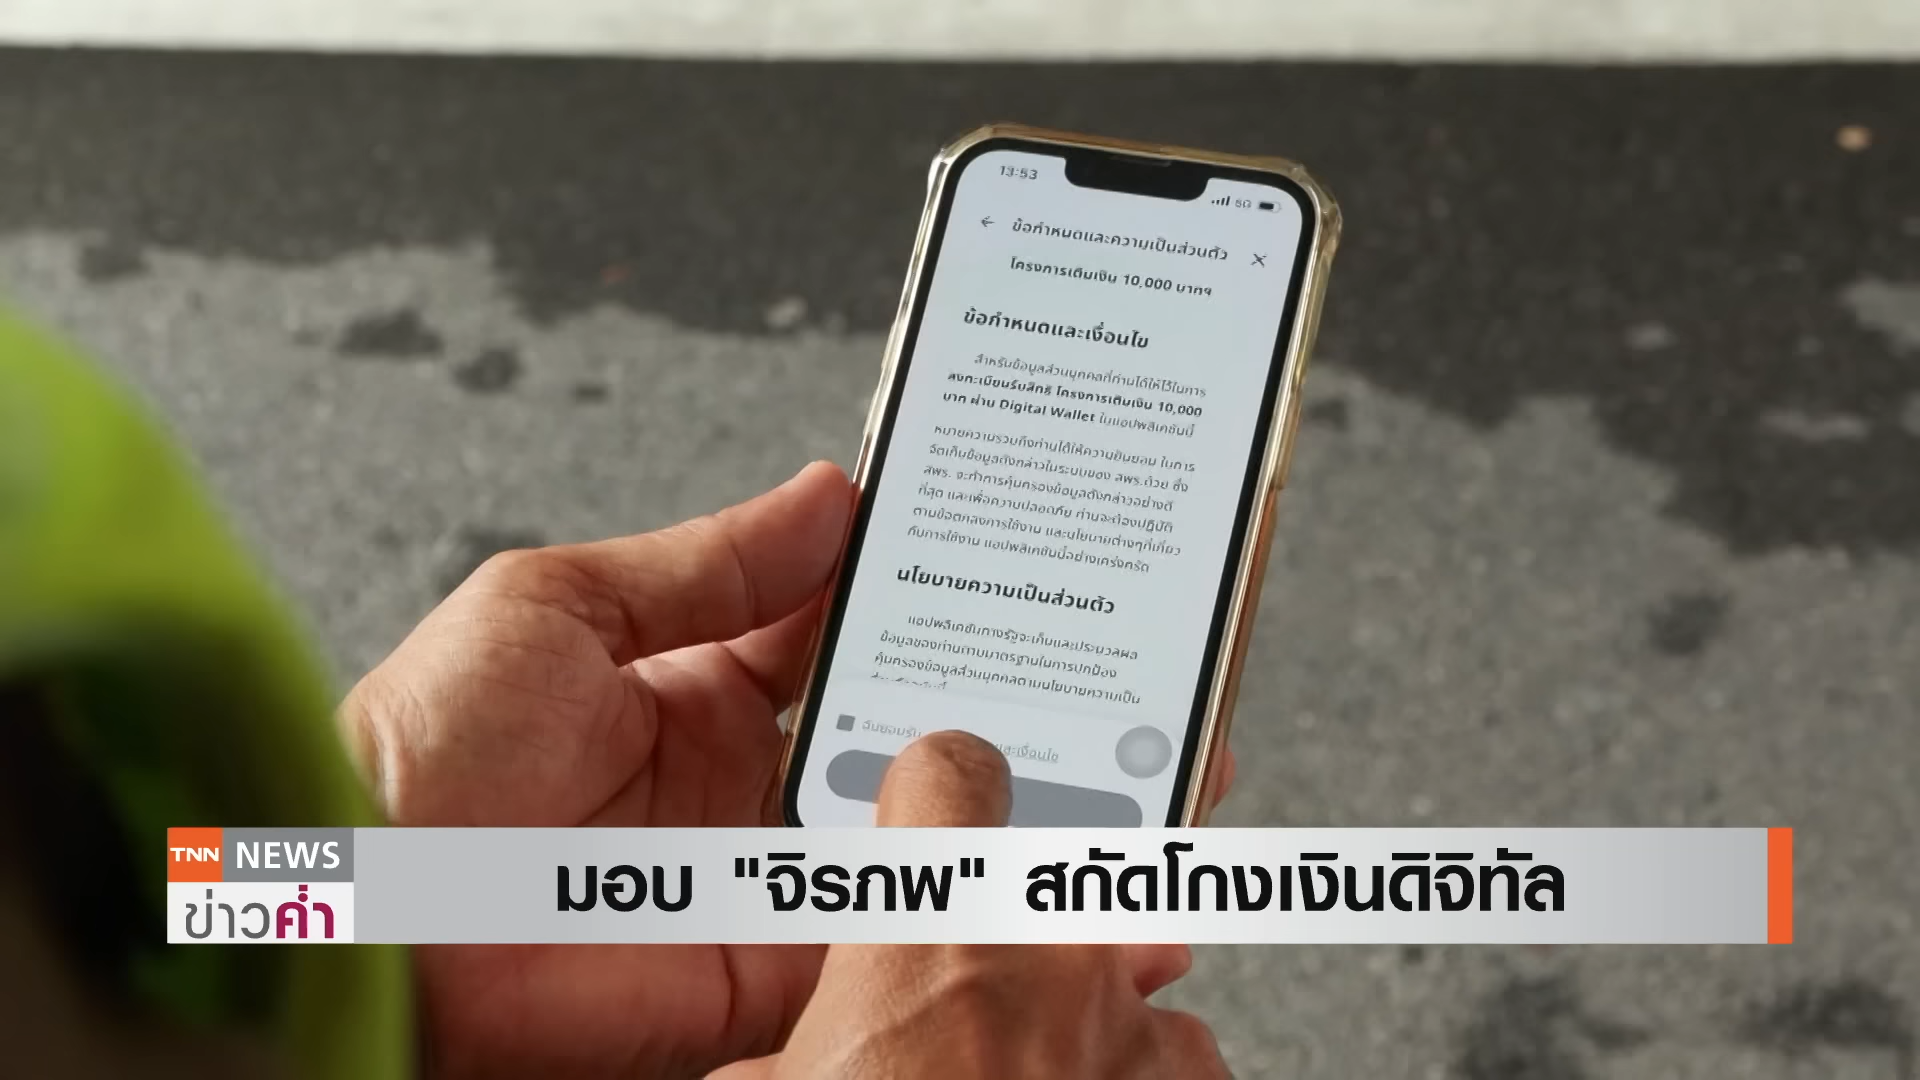 13:53
5G
ข้อกำหนดและความเป็นส่วนตัว
โครงการเติมเงิน 10,000 บาทฯ
ข้อกำหนดและเงื่อนไข
สำหรับข้อมูลส่วนบุคคลที่ท่านได้ให้ไว้ในการ
ลงทะเบียนรับสิทธิ โครงการเติมเงิน 10,000
บาท ผ่าน Digital Wallet ในแอปพลิเคชันนี้
หมายความรวมถึงท่านได้ให้ความยินยอม ในการ
จัดเก็บข้อมูลดังกล่าวในระบบของ สพร.ด้วย ซึ่ง
สพร. จะทำการคุ้มครองข้อมูลดังกล่าวอย่างดี
ที่สุด และเพื่อความปลอดภัย ท่านจะต้องปฏิบัติ
ตามข้อตกลงการใช้งาน และนโยบายต่างๆที่เกี่ยว
กับการใช้งาน แอปพลิเคชันนี้อย่างเคร่งครัด
นโยบายความเป็นส่วนตัว
แอปพลิเคชันทางรัฐจะเก็บและประมวลผล
ข้อมูลของท่านตามมาตรฐานในการปกป้อง
คุ้มครองข้อมูลส่วนบุคคลตามนโยบายความเป็น
ฉันยอมรับ และเงื่อนไข
TNN NEWS
ข่าวค่ำ
มอบ "จิรภพ" สกัดโกงเงินดิจิทัล